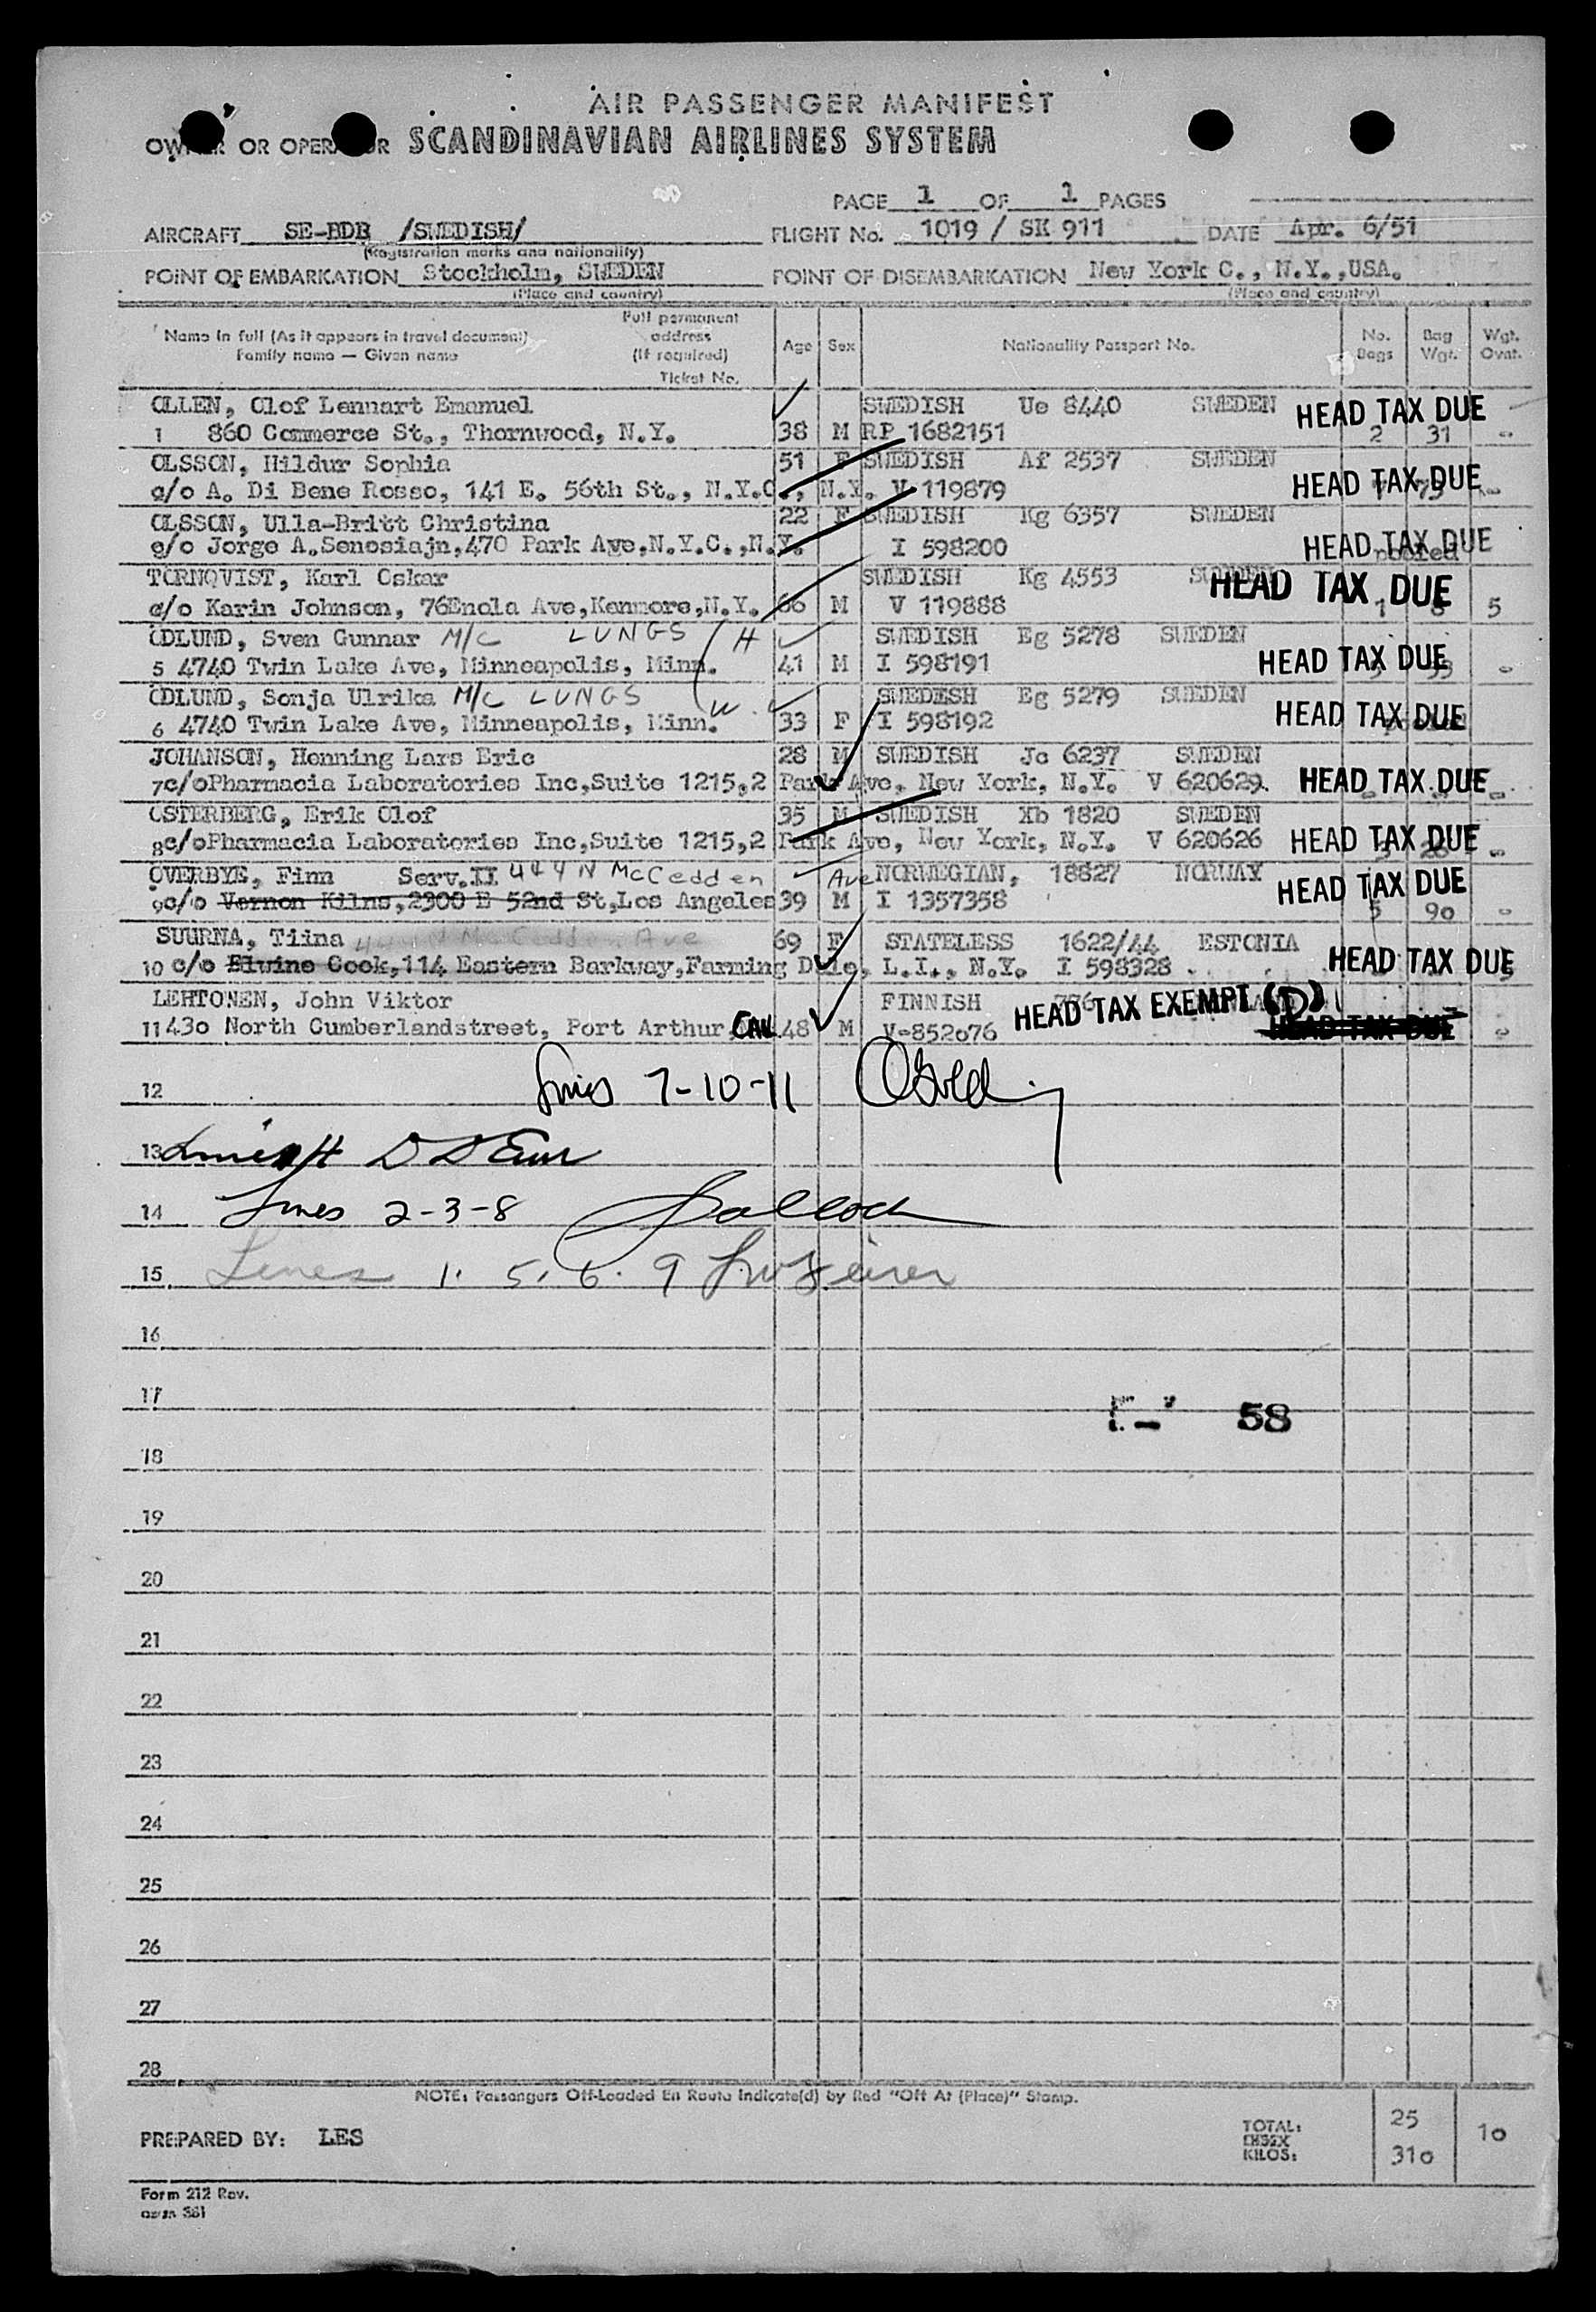 AIR PASSENGER MANIFEST
OWNER OR OPERATOR SCANDINAVIAN AIRLINES SYSTEM
PAGE 1 OF 1 PAGES
AIRCRAFT SE-BDB /SWEDISH/ FLIGHT No. 1019 / SK 911 DATE Apr. 6/51
(Registration marks and nationality)
POINT OF EMBARKATION Stockholm, SWEDEN POINT OF DISEMBARKATION New York C., N.Y.,USA.
(Place and country) (Place and country)
Name in full (As it appears in travel document) Full permanent address (If required) Age Sex Nationality Passport No. No. Bags Bag Wgt. Wgt. Ovnt.
Family name — Given name Ticket No.
OLLEN, Olof Lennart Emanuel SWEDISH Ue 8440 SWEDEN HEAD TAX DUE
1 860 Commerce St., Thornwood, N.Y. 38 M RP 1682151 2 31 -
OLSSON, Hildur Sophia 51 F SWEDISH Af 2537 SWEDEN
c/o A. Di Bene Rosso, 141 E. 56th St., N.Y.C., N.Y. V 119879 HEAD TAX DUE -
OLSSON, Ulla-Britt Christina 22 F SWEDISH Kg 6357 SWEDEN
c/o Jorge A.Senosiajn,470 Park Ave,N.Y.C.,N.Y. I 598200 HEAD TAX DUE pooled
TORNQVIST, Karl Oskar SWEDISH Kg 4553 SWEDEN HEAD TAX DUE
c/o Karin Johnson, 76Enola Ave,Kenmore,N.Y. 66 M V 119888 1 5
ODLUND, Sven Gunnar M/C LUNGS H SWEDISH Eg 5278 SWEDEN
5 4740 Twin Lake Ave, Minneapolis, Minn. 41 M I 598191 HEAD TAX DUE -
ODLUND, Sonja Ulrika M/C LUNGS W. SWEDESH Eg 5279 SWEDEN
6 4740 Twin Lake Ave, Minneapolis, Minn. 33 F I 598192 HEAD TAX DUE
JOHANSON, Henning Lars Eric 28 M SWEDISH Jc 6237 SWEDEN
7c/oPharmacia Laboratories Inc,Suite 1215,2 Park Ave, New York, N.Y. V 620629. HEAD TAX DUE -
OSTERBERG, Erik Olof 35 M SWEDISH Xb 1820 SWEDEN
8c/oPharmacia Laboratories Inc,Suite 1215,2 Park Ave, New York, N.Y. V 620626 HEAD TAX DUE -
OVERBYE, Finn Serv.II 444 N McCedden Ave NORWEGIAN, 18827 NORWAY HEAD TAX DUE
9c/o Vernon Kilns,2300 E 52nd St,Los Angeles 39 M I 1357358 5 90 -
SUURNA, Tiina 69 F STATELESS 1622/44 ESTONIA
10 c/o Elwine Cook,114 Eastern Barkway,Farming Dale, L.I., N.Y. I 598328 HEAD TAX DUE
LEHTONEN, John Viktor FINNISH HEAD TAX EXEMPT (D)
11 43o North Cumberlandstreet, Port Arthur CAN. 48 M V-852o76 HEAD TAX DUE -
12 Lines 7-10-11
13
14 Lines 2-3-8
15. Lines 1. 5. 6. 9
16
17 58
18
19
20
21
22
23
24
25
26
27
28
NOTE: Passengers Off-Loaded En Route Indicate(d) by Red "Off At (Place)" Stamp.
PREPARED BY: LES TOTAL: 25 1o
KILOS: 31o
Form 212 Rev.